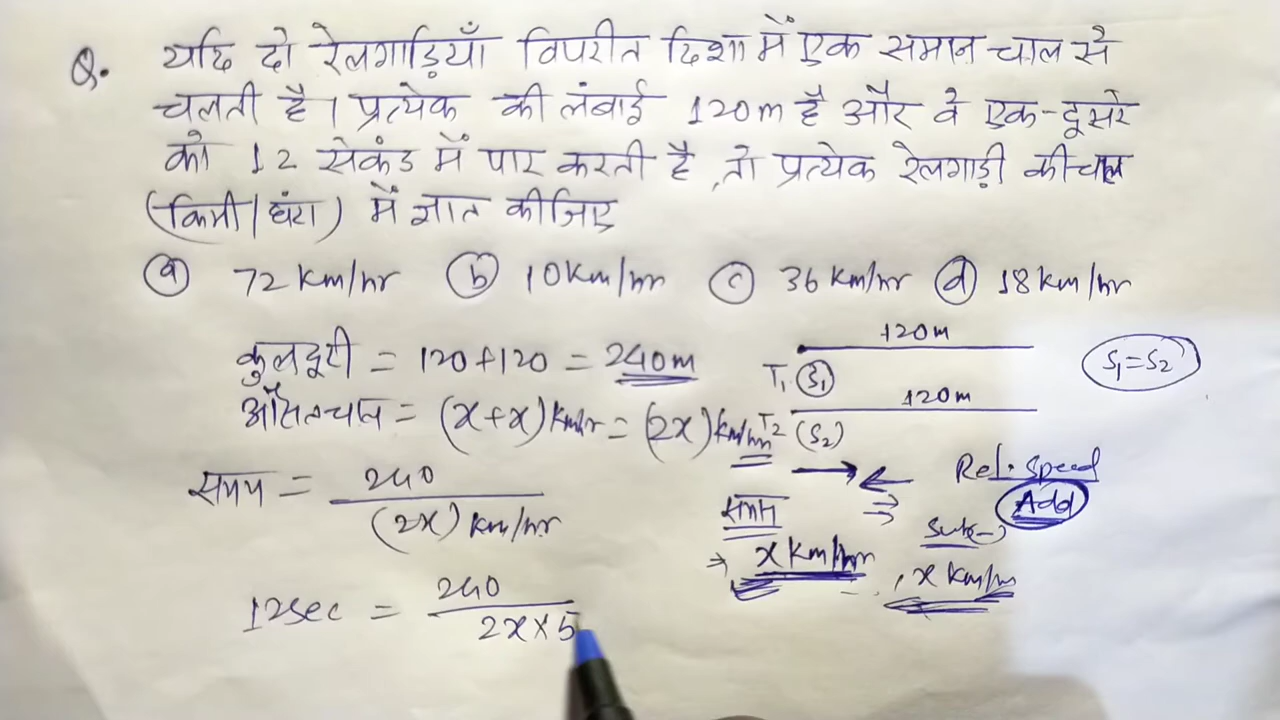 Q. यदि दो रेलगाड़ियाँ विपरीत दिशा में एक समान चाल से
चलती है। प्रत्येक की लंबाई 120m है और वे एक-दूसरे
को 12 सेकंड में पार करती है, तो प्रत्येक रेलगाड़ी की चाल
(किमी/घंटा) में ज्ञात कीजिए
(a) 72 km/hr (b) 10 km/hr (c) 36 km/hr (d) 18 km/hr
कुल दूरी = 120+120 = 240m
औसत चाल = (x+x) km/hr = (2x) km/hr
समय = 240 / (2x) km/hr
12 sec = 240 / 2x × 5
120m
T1 (S1)
120m
T2 (S2)
S1 = S2
→ ← Rel. Speed
⇒ Add
Sub →
⇒ x km/hr , x km/hr